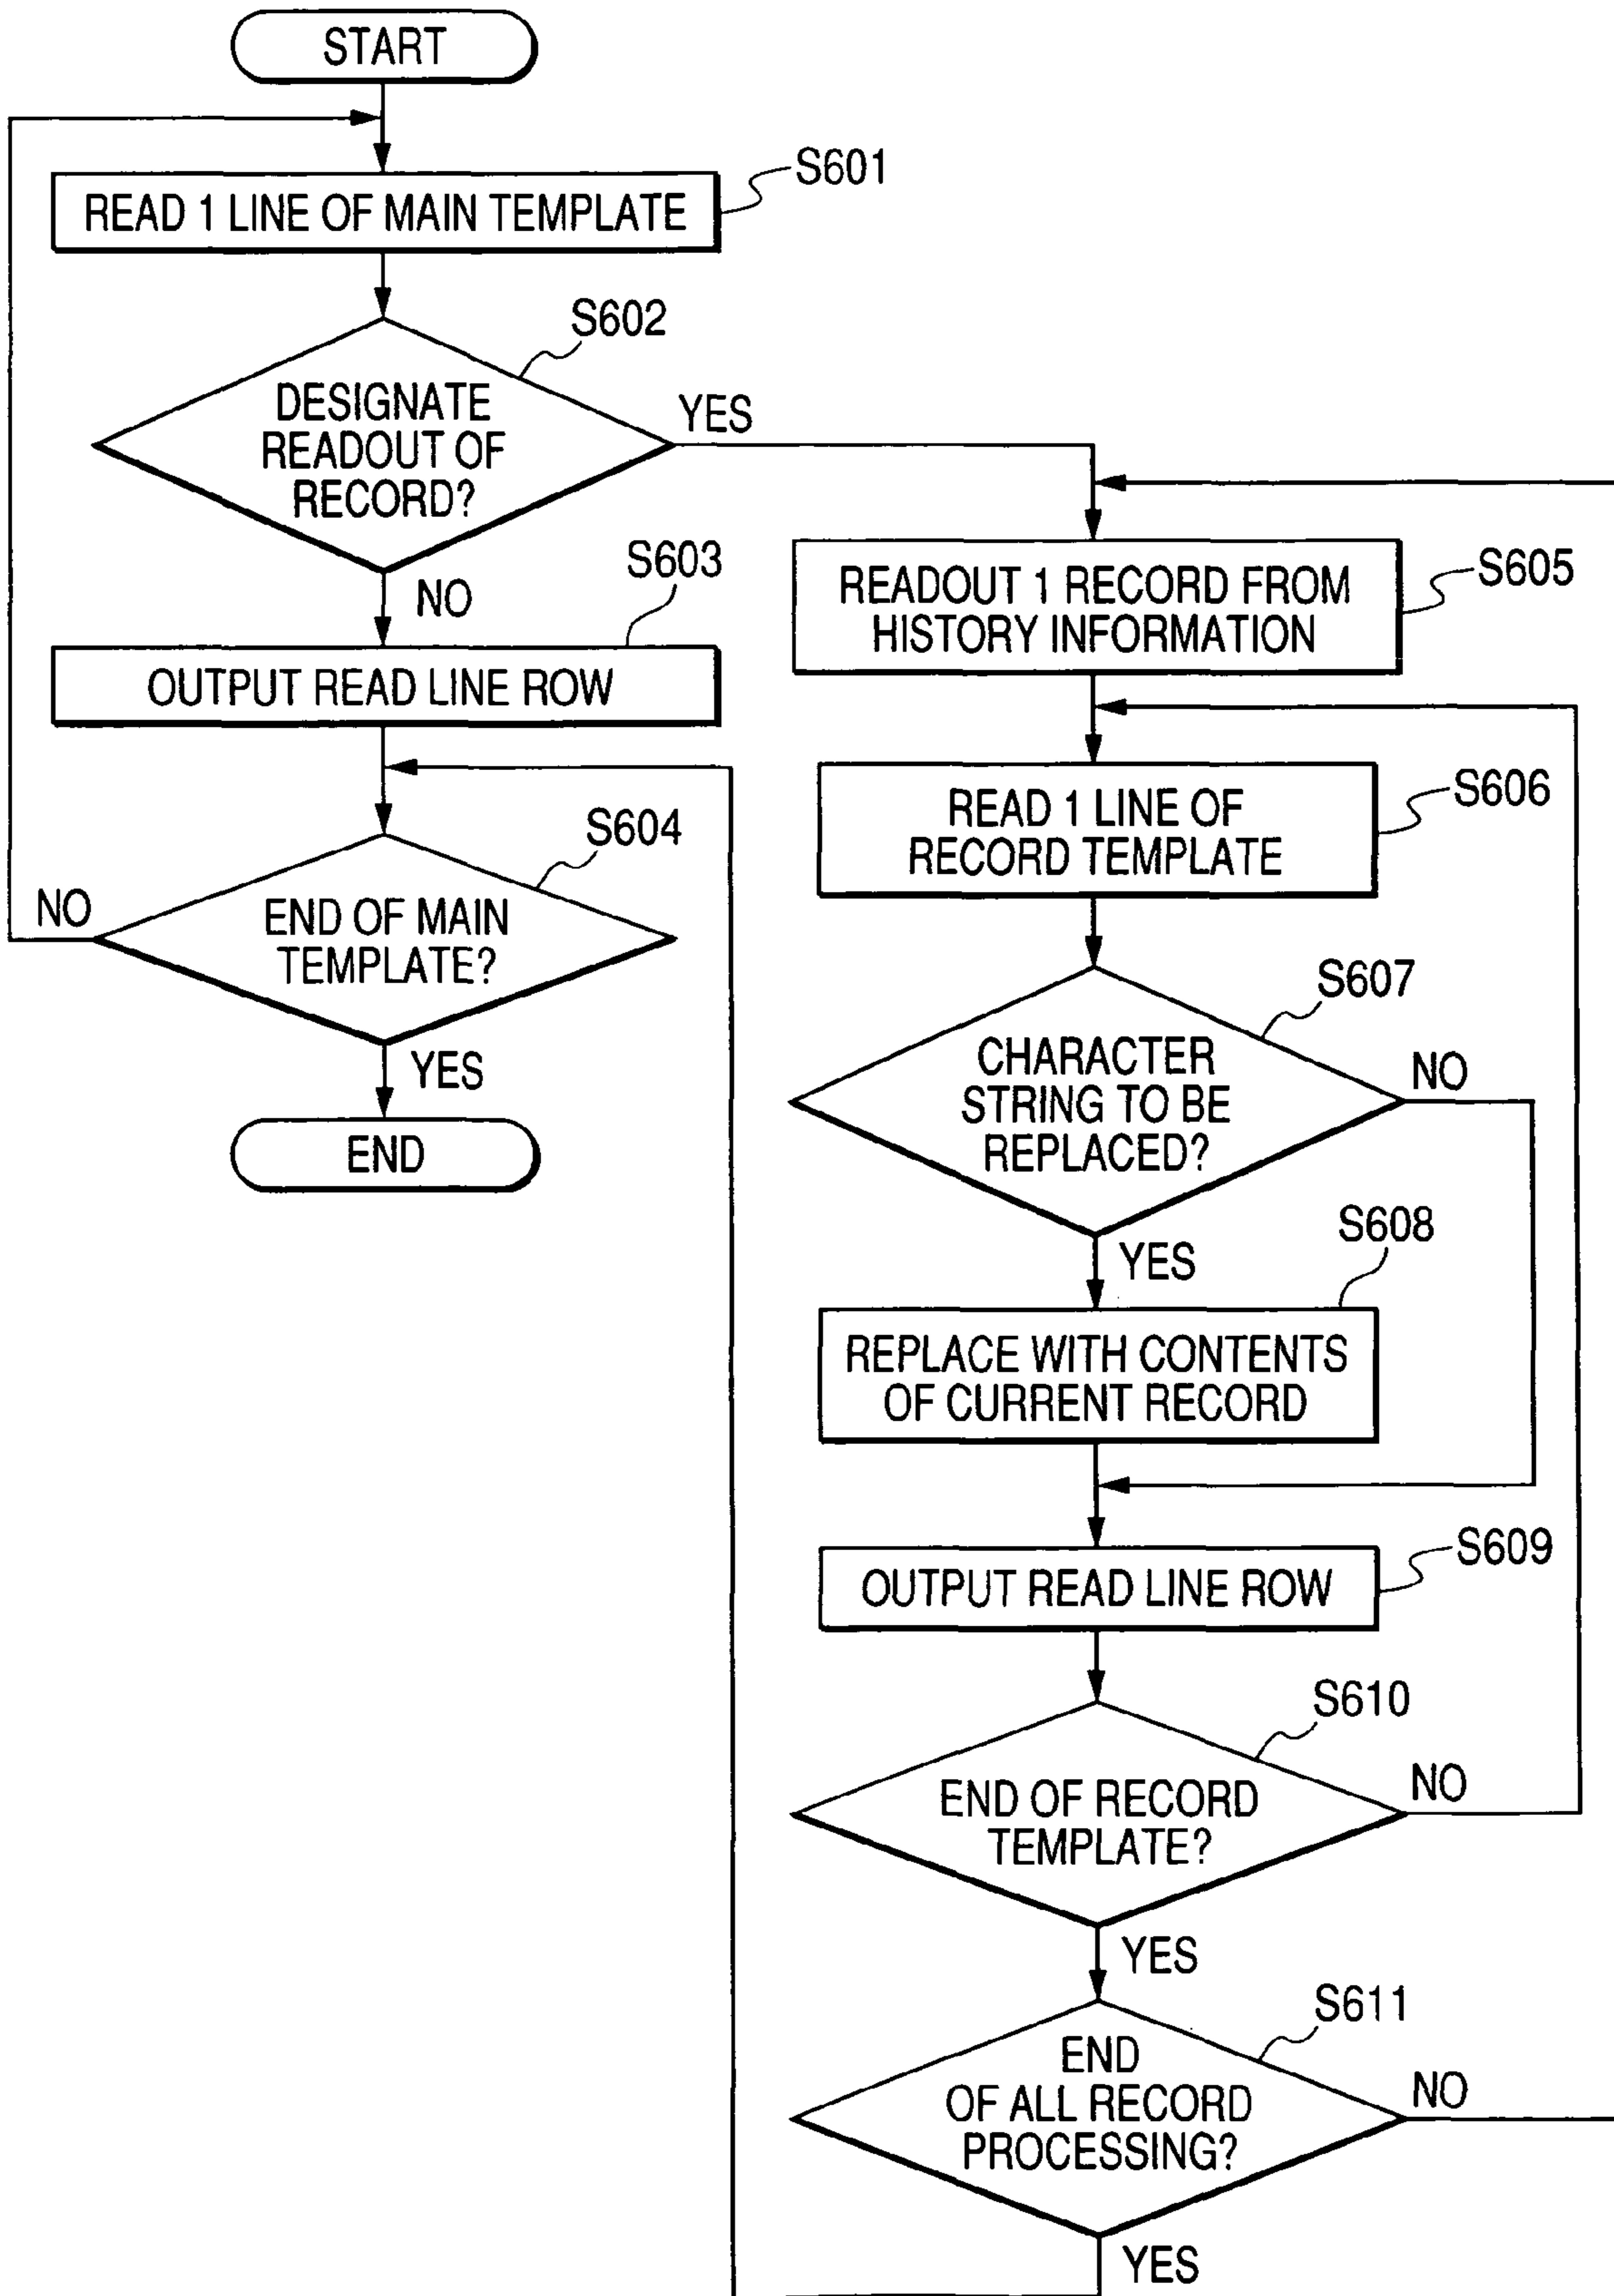 START
S601
READ 1 LINE OF MAIN TEMPLATE
S602
DESIGNATE
READOUT OF
RECORD?
YES
NO
S603
OUTPUT READ LINE ROW
S604
END OF MAIN
TEMPLATE?
NO
YES
END
S605
READOUT 1 RECORD FROM
HISTORY INFORMATION
S606
READ 1 LINE OF
RECORD TEMPLATE
S607
CHARACTER
STRING TO BE
REPLACED?
NO
YES
S608
REPLACE WITH CONTENTS
OF CURRENT RECORD
S609
OUTPUT READ LINE ROW
S610
END OF RECORD
TEMPLATE?
NO
YES
S611
END
OF ALL RECORD
PROCESSING?
NO
YES